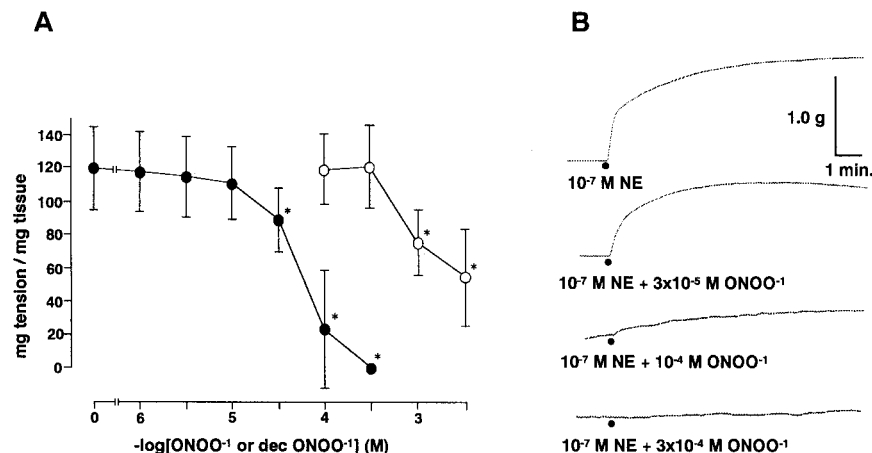 A
B
mg tension / mg tissue
140
120
100
80
60
40
20
0
* * * * *
0 6 5 4 3
-log[ONOO⁻¹ or dec ONOO⁻¹] (M)
1.0 g
1 min.
10⁻⁷ M NE
10⁻⁷ M NE + 3x10⁻⁵ M ONOO⁻¹
10⁻⁷ M NE + 10⁻⁴ M ONOO⁻¹
10⁻⁷ M NE + 3x10⁻⁴ M ONOO⁻¹